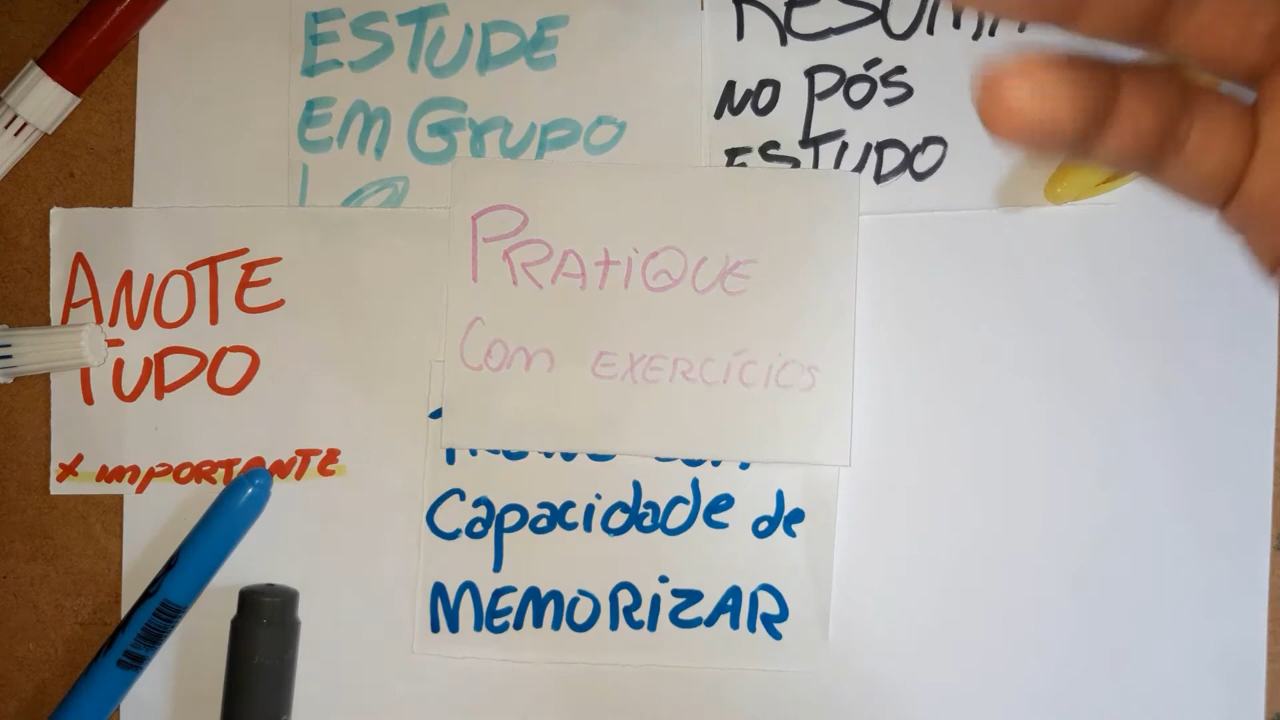 ESTUDE
EM GRUPO
NO PÓS
ESTUDO
PRATIQUE
COM EXERCÍCIOS
ANOTE
TUDO
* IMPORTANTE
Capacidade de
MEMORIZAR